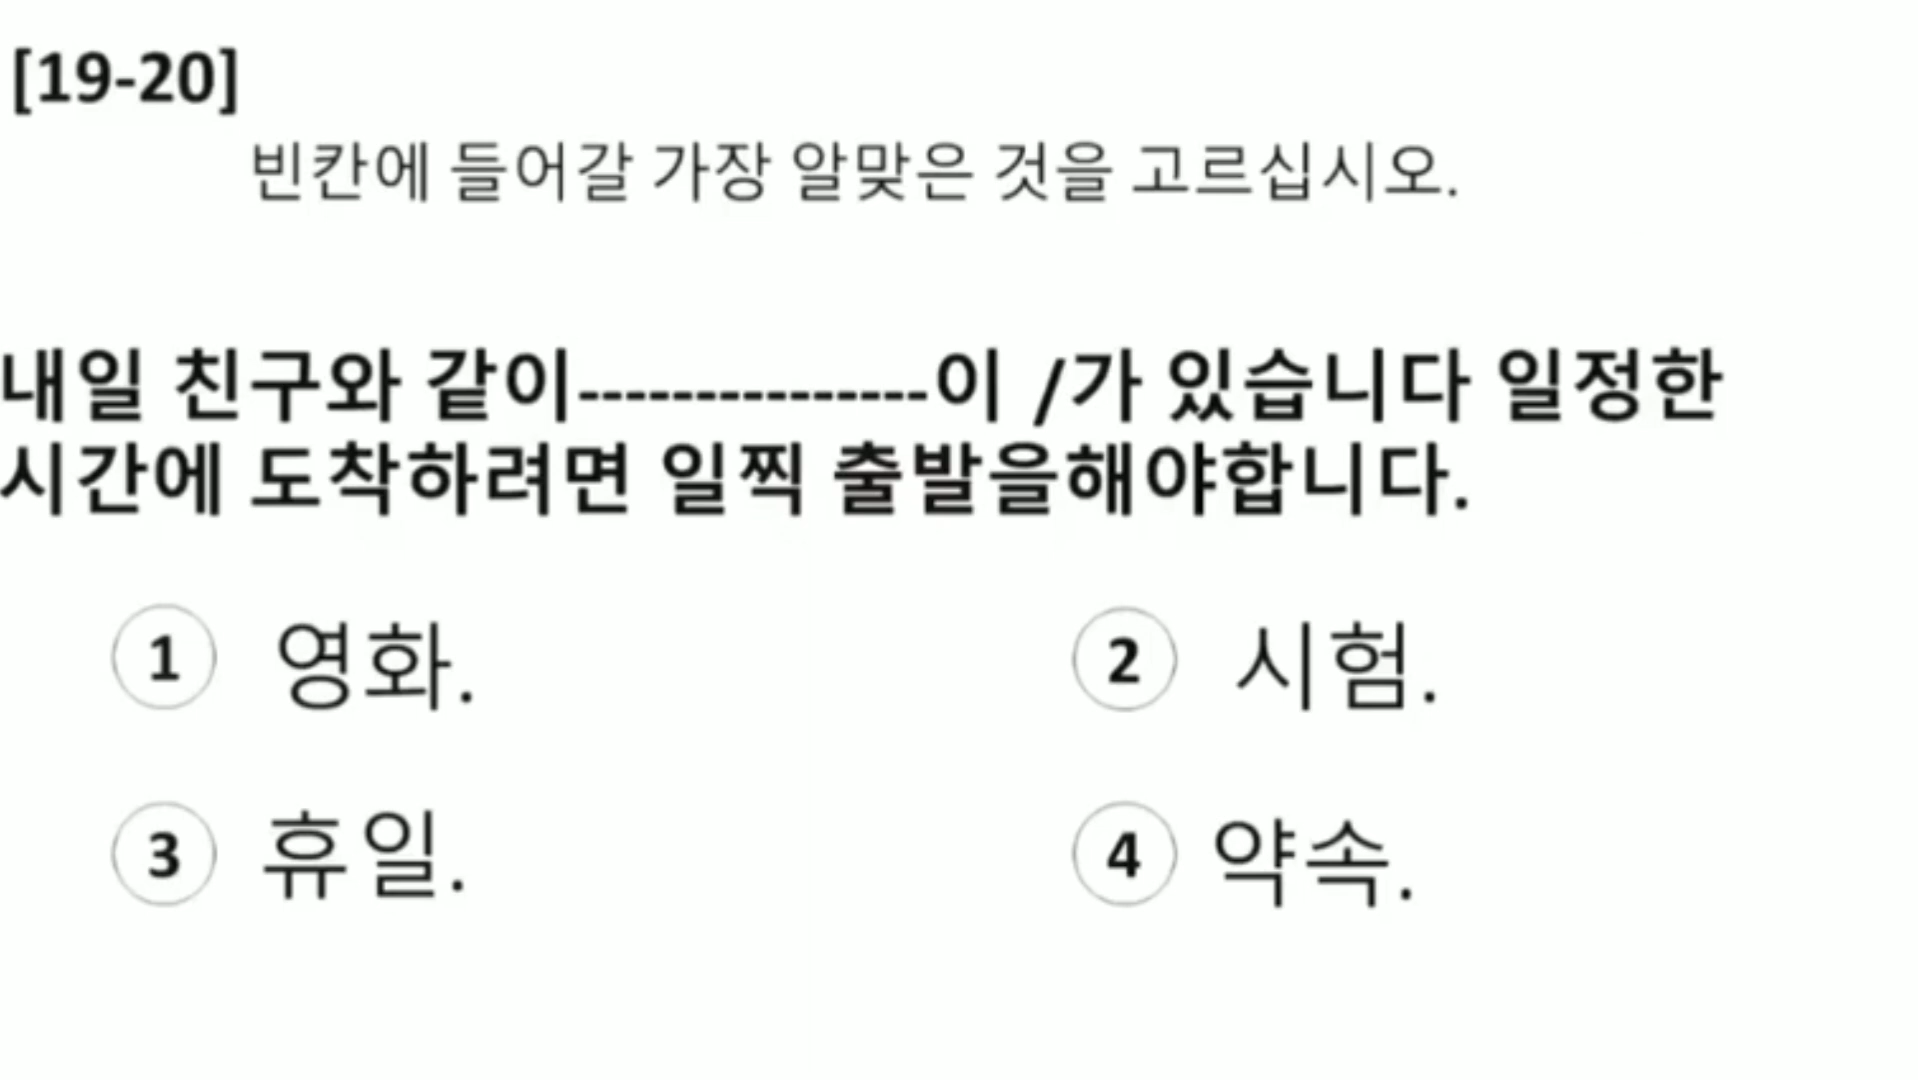 [19-20]
빈칸에 들어갈 가장 알맞은 것을 고르십시오.
내일 친구와 같이---------------이 /가 있습니다 일정한
시간에 도착하려면 일찍 출발을해야합니다.
1 영화. 2 시험.
3 휴일. 4 약속.